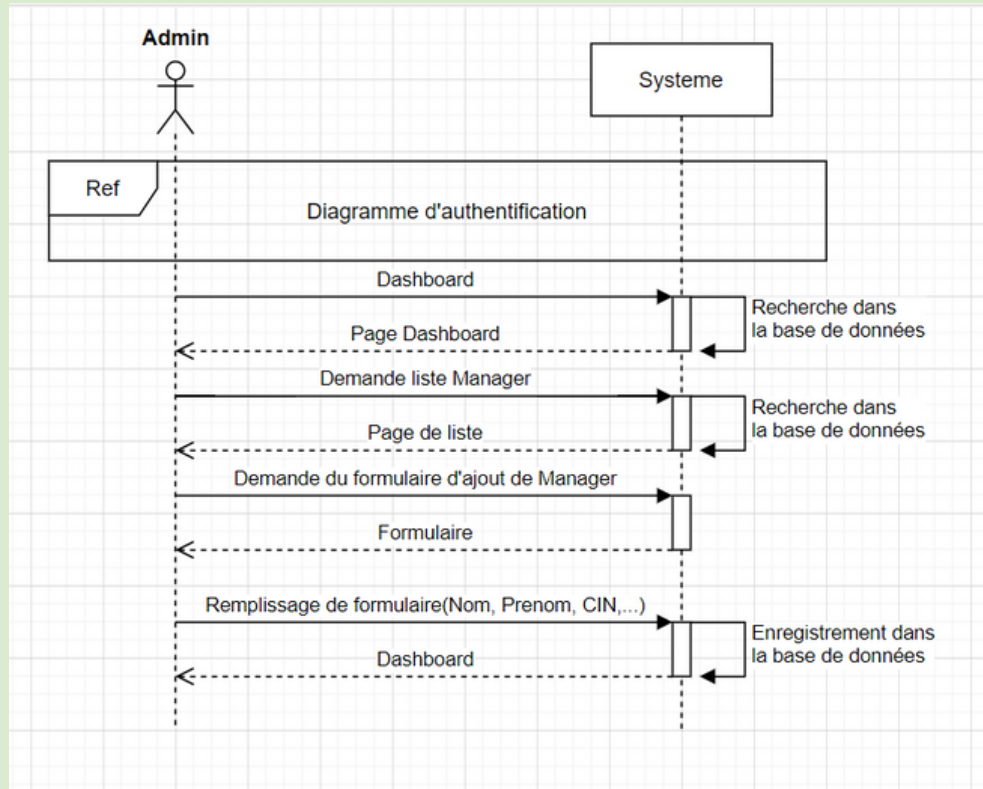 Admin
Systeme
Ref
Diagramme d'authentification
Dashboard
Recherche dans
la base de données
Page Dashboard
Demande liste Manager
Recherche dans
la base de données
Page de liste
Demande du formulaire d'ajout de Manager
Formulaire
Remplissage de formulaire(Nom, Prenom, CIN,...)
Enregistrement dans
la base de données
Dashboard